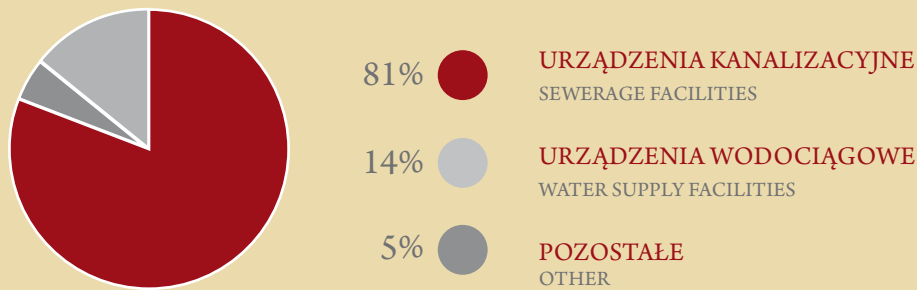 81%
URZĄDZENIA KANALIZACYJNE
SEWERAGE FACILITIES
14%
URZĄDZENIA WODOCIĄGOWE
WATER SUPPLY FACILITIES
5%
POZOSTAŁE
OTHER